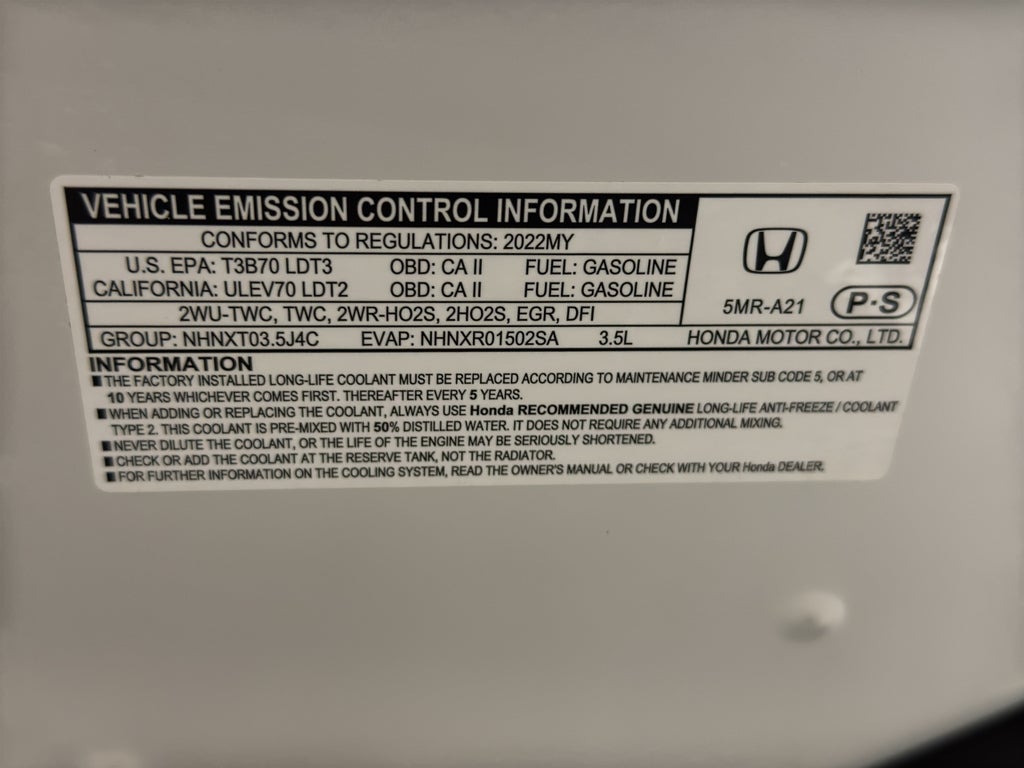 VEHICLE EMISSION CONTROL INFORMATION
CONFORMS TO REGULATIONS: 2022MY
U.S. EPA: T3B70 LDT3 OBD: CA II FUEL: GASOLINE
CALIFORNIA: ULEV70 LDT2 OBD: CA II FUEL: GASOLINE
2WU-TWC, TWC, 2WR-HO2S, 2HO2S, EGR, DFI
5MR-A21 P·S
GROUP: NHNXT03.5J4C EVAP: NHNXR01502SA 3.5L HONDA MOTOR CO., LTD.
INFORMATION
■ THE FACTORY INSTALLED LONG-LIFE COOLANT MUST BE REPLACED ACCORDING TO MAINTENANCE MINDER SUB CODE 5, OR AT
10 YEARS WHICHEVER COMES FIRST. THEREAFTER EVERY 5 YEARS.
■ WHEN ADDING OR REPLACING THE COOLANT, ALWAYS USE Honda RECOMMENDED GENUINE LONG-LIFE ANTI-FREEZE / COOLANT
TYPE 2. THIS COOLANT IS PRE-MIXED WITH 50% DISTILLED WATER. IT DOES NOT REQUIRE ANY ADDITIONAL MIXING.
■ NEVER DILUTE THE COOLANT, OR THE LIFE OF THE ENGINE MAY BE SERIOUSLY SHORTENED.
■ CHECK OR ADD THE COOLANT AT THE RESERVE TANK, NOT THE RADIATOR.
■ FOR FURTHER INFORMATION ON THE COOLING SYSTEM, READ THE OWNER'S MANUAL OR CHECK WITH YOUR Honda DEALER.